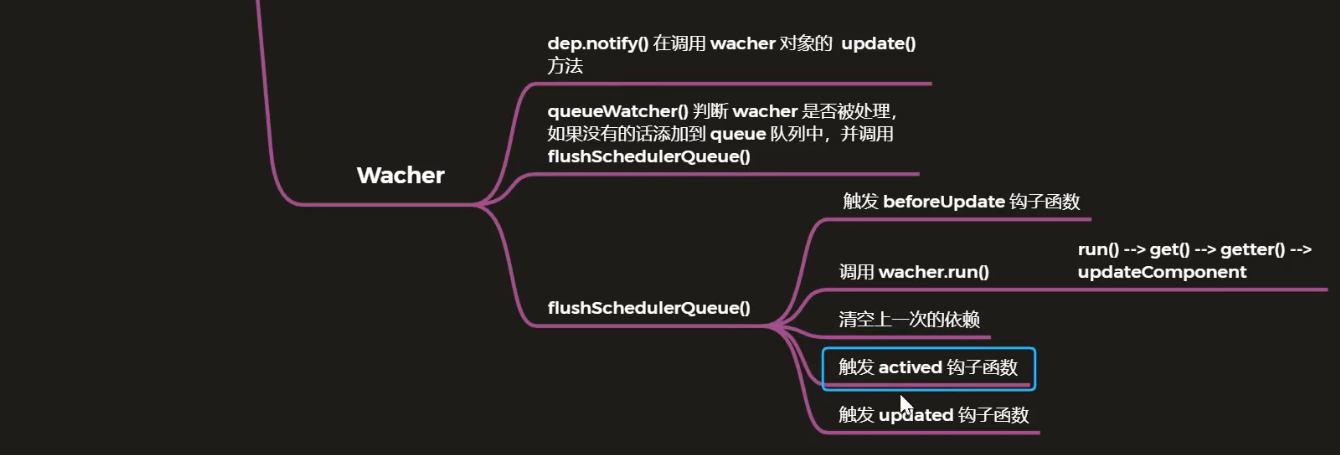 dep.notify() 在调用 wacher 对象的 update()
方法
queueWatcher() 判断 wacher 是否被处理，
如果没有的话添加到 queue 队列中，并调用
flushSchedulerQueue()
Wacher
flushSchedulerQueue()
触发 beforeUpdate 钩子函数
调用 wacher.run()
run() --> get() --> getter() -->
updateComponent
清空上一次的依赖
触发 actived 钩子函数
触发 updated 钩子函数